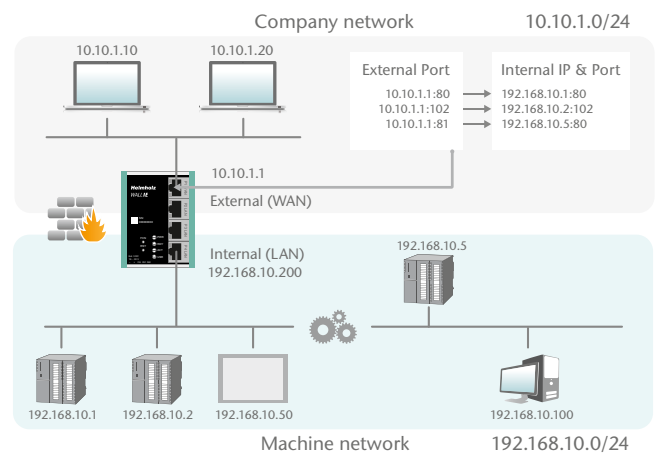 Company network 10.10.1.0/24
10.10.1.10 10.10.1.20
External Port Internal IP & Port
10.10.1.1:80 192.168.10.1:80
10.10.1.1:102 192.168.10.2:102
10.10.1.1:81 192.168.10.5:80
10.10.1.1
External (WAN)
Helmholz
WALL IE
Internal (LAN)
192.168.10.200
192.168.10.5
192.168.10.1 192.168.10.2 192.168.10.50 192.168.10.100
Machine network 192.168.10.0/24